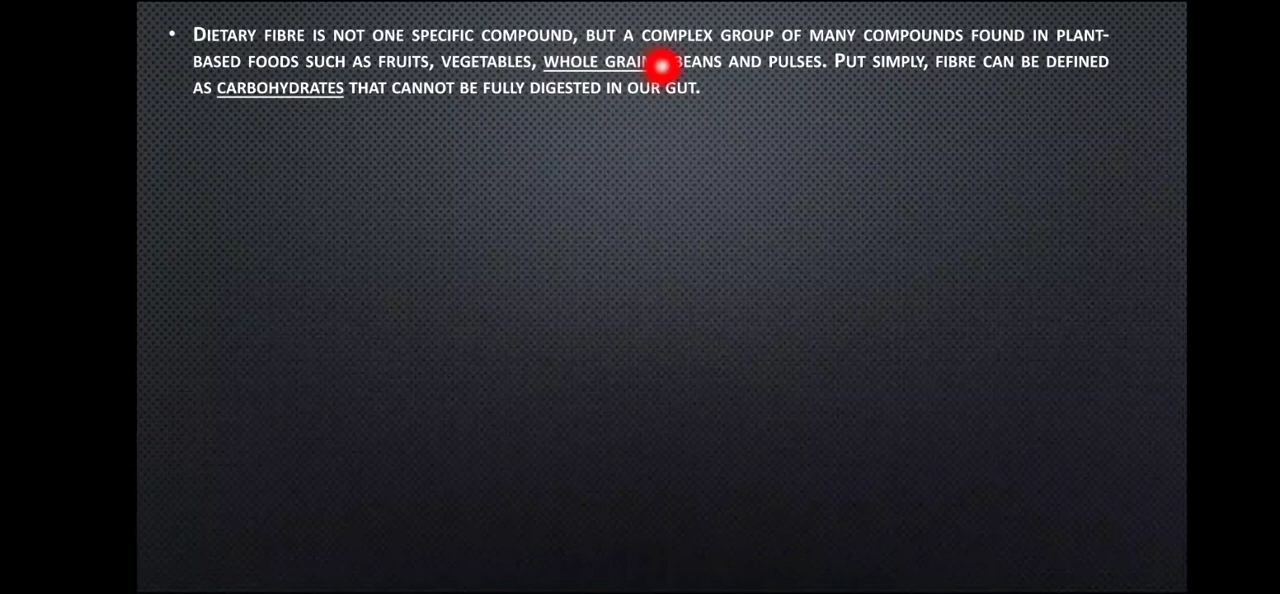 • DIETARY FIBRE IS NOT ONE SPECIFIC COMPOUND, BUT A COMPLEX GROUP OF MANY COMPOUNDS FOUND IN PLANT-
BASED FOODS SUCH AS FRUITS, VEGETABLES, WHOLE GRAIN BEANS AND PULSES. PUT SIMPLY, FIBRE CAN BE DEFINED
AS CARBOHYDRATES THAT CANNOT BE FULLY DIGESTED IN OUR GUT.